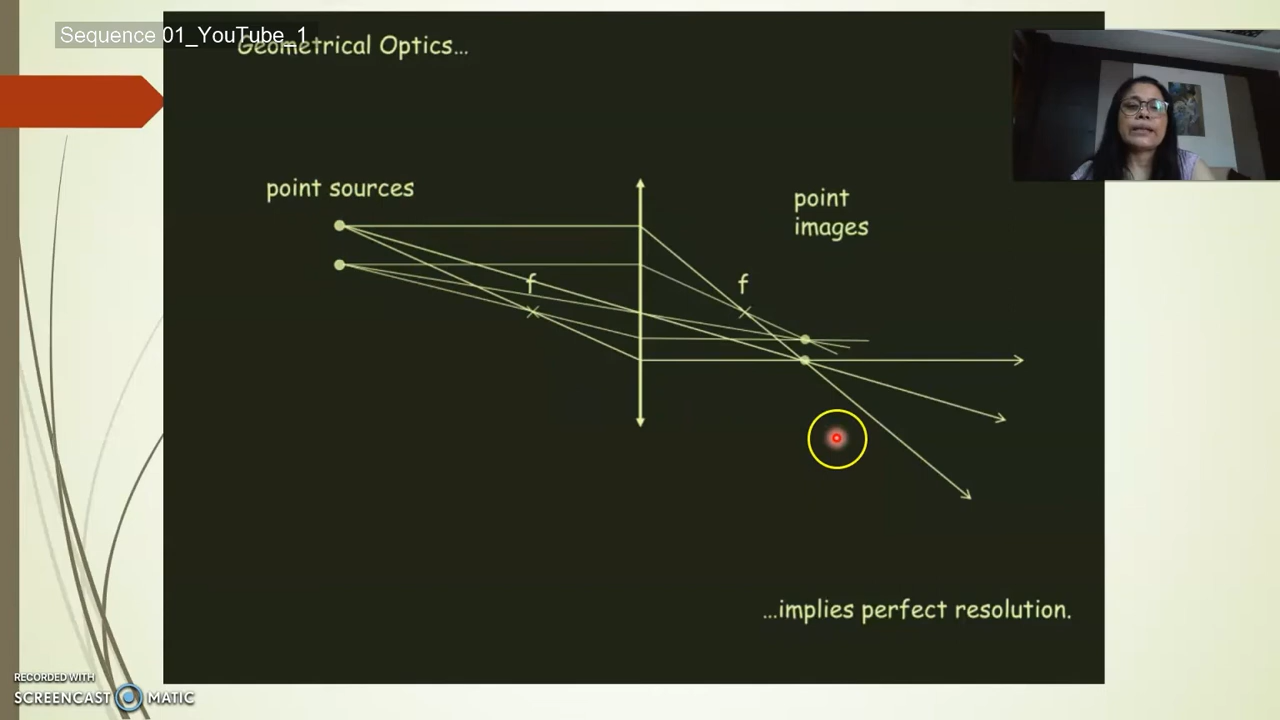 Sequence 01_YouTube_1
Geometrical Optics...
point sources
point
images
f
f
...implies perfect resolution.
RECORDED WITH
SCREENCAST MATIC